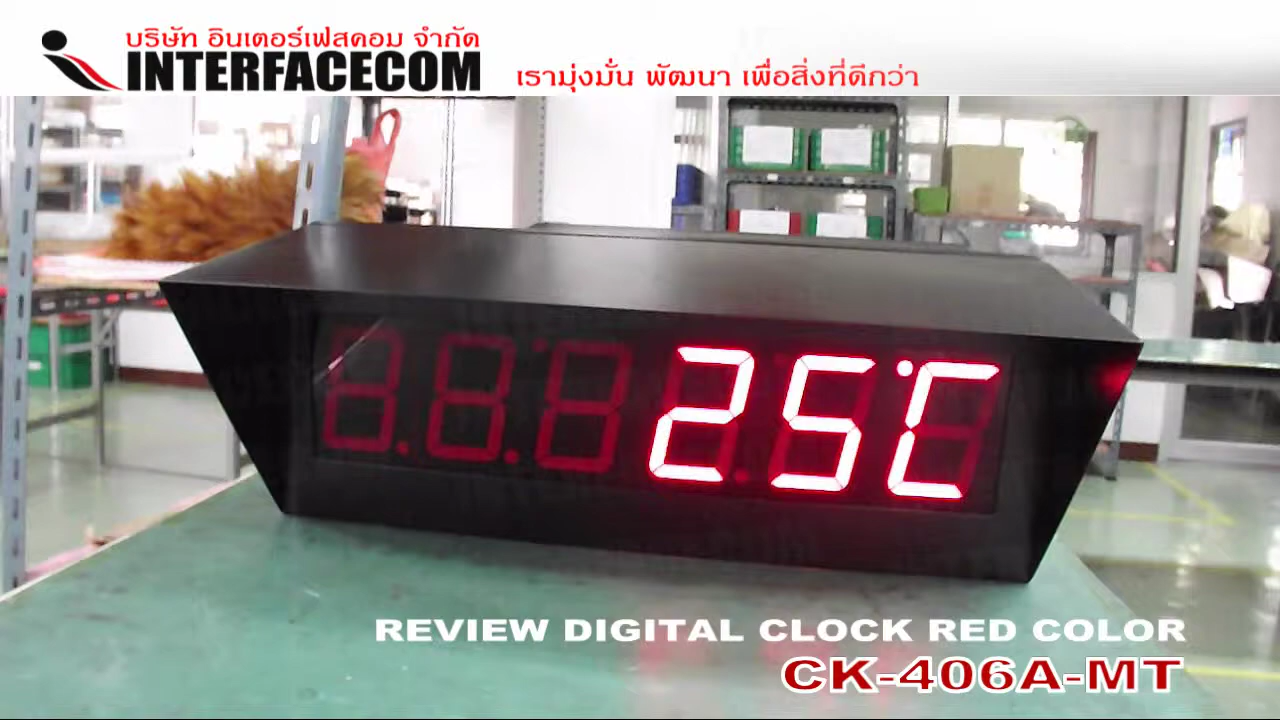 บริษัท อินเตอร์เฟสคอม จำกัด
INTERFACECOM
เรามุ่งมั่น พัฒนา เพื่อสิ่งที่ดีกว่า
25°C
REVIEW DIGITAL CLOCK RED COLOR
CK-406A-MT